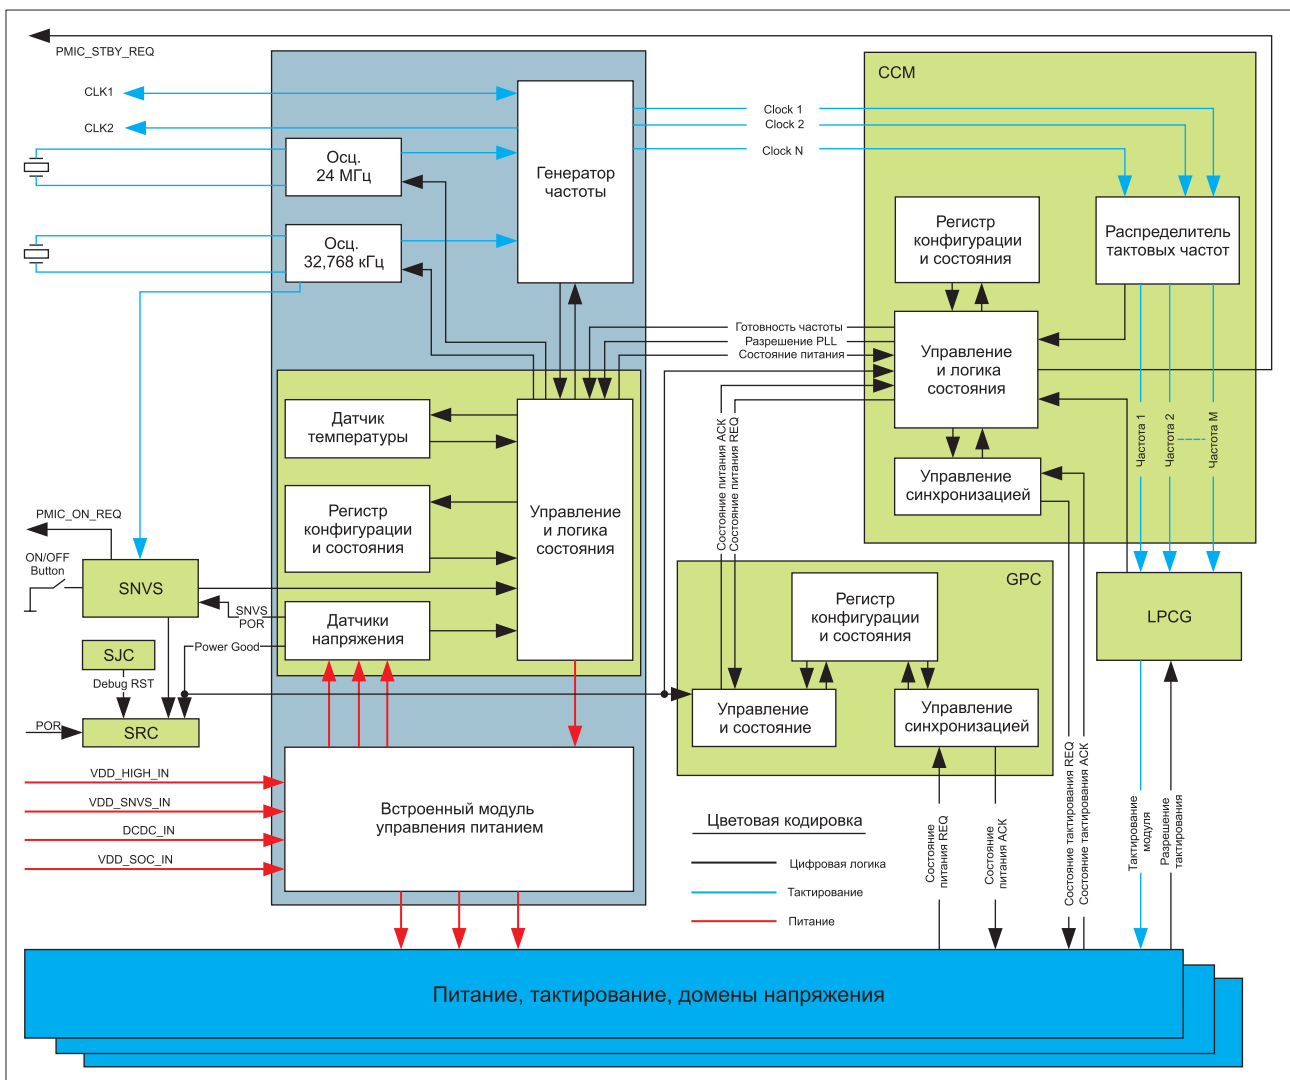 PMIC_STBY_REQ
CLK1
CLK2
Осц.
24 МГц
Осц.
32,768 кГц
Генератор
частоты
Clock 1
Clock 2
Clock N
CCM
Регистр
конфигурации
и состояния
Распределитель
тактовых частот
Готовность частоты
Разрешение PLL
Состояние питания
Управление
и логика
состояния
Управление
синхронизацией
Частота 1
Частота 2
Частота M
Состояние питания ACK
Состояние питания REQ
Датчик
температуры
Регистр
конфигурации
и состояния
Управление
и логика
состояния
Датчики
напряжения
PMIC_ON_REQ
ON/OFF
Button
SNVS
SNVS
POR
Power Good
SJC
Debug RST
POR
SRC
GPC
Регистр
конфигурации
и состояния
Управление
и состояние
Управление
синхронизацией
LPCG
VDD_HIGH_IN
VDD_SNVS_IN
DCDC_IN
VDD_SOC_IN
Встроенный модуль
управления питанием
Цветовая кодировка
Цифровая логика
Тактирование
Питание
Состояние
питания REQ
Состояние
питания ACK
Состояние тактирования REQ
Состояние тактирования ACK
Тактирование
модуля
Разрешение
тактирования
Питание, тактирование, домены напряжения